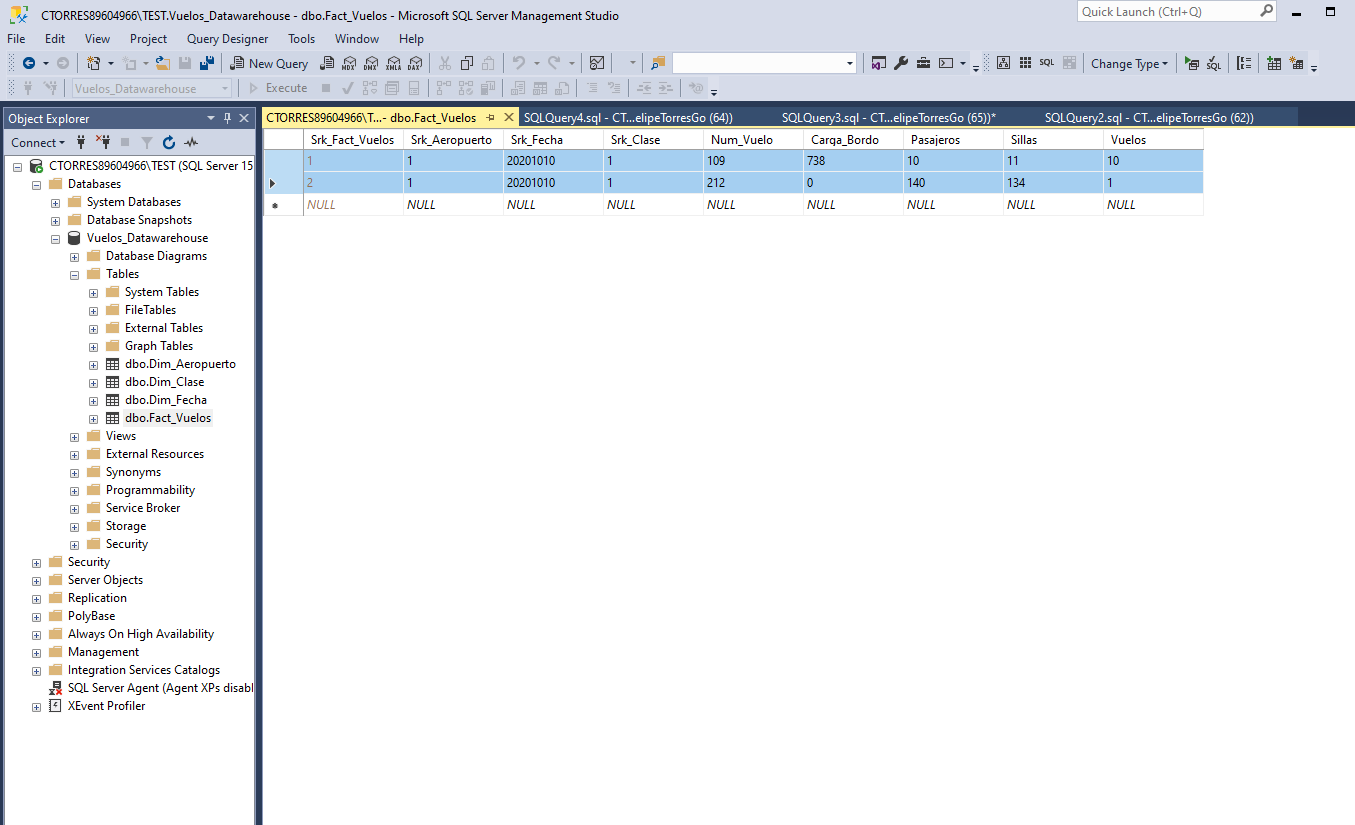 CTORRES89604966\TEST.Vuelos_Datawarehouse - dbo.Fact_Vuelos - Microsoft SQL Server Management Studio
Quick Launch (Ctrl+Q)
File Edit View Project Query Designer Tools Window Help
New Query MDX DMX XMLA DAX SQL Change Type SQL
Vuelos_Datawarehouse Execute
Object Explorer
Connect
CTORRES89604966\TEST (SQL Server 15
Databases
System Databases
Database Snapshots
Vuelos_Datawarehouse
Database Diagrams
Tables
System Tables
FileTables
External Tables
Graph Tables
dbo.Dim_Aeropuerto
dbo.Dim_Clase
dbo.Dim_Fecha
dbo.Fact_Vuelos
Views
External Resources
Synonyms
Programmability
Service Broker
Storage
Security
Security
Server Objects
Replication
PolyBase
Always On High Availability
Management
Integration Services Catalogs
SQL Server Agent (Agent XPs disabl
XEvent Profiler
CTORRES89604966\T...- dbo.Fact_Vuelos SQLQuery4.sql - CT...elipeTorresGo (64)) SQLQuery3.sql - CT...elipeTorresGo (65))* SQLQuery2.sql - CT...elipeTorresGo (62))
Srk_Fact_Vuelos Srk_Aeropuerto Srk_Fecha Srk_Clase Num_Vuelo Carga_Bordo Pasajeros Sillas Vuelos
1 1 20201010 1 109 738 10 11 10
2 1 20201010 1 212 0 140 134 1
NULL NULL NULL NULL NULL NULL NULL NULL NULL